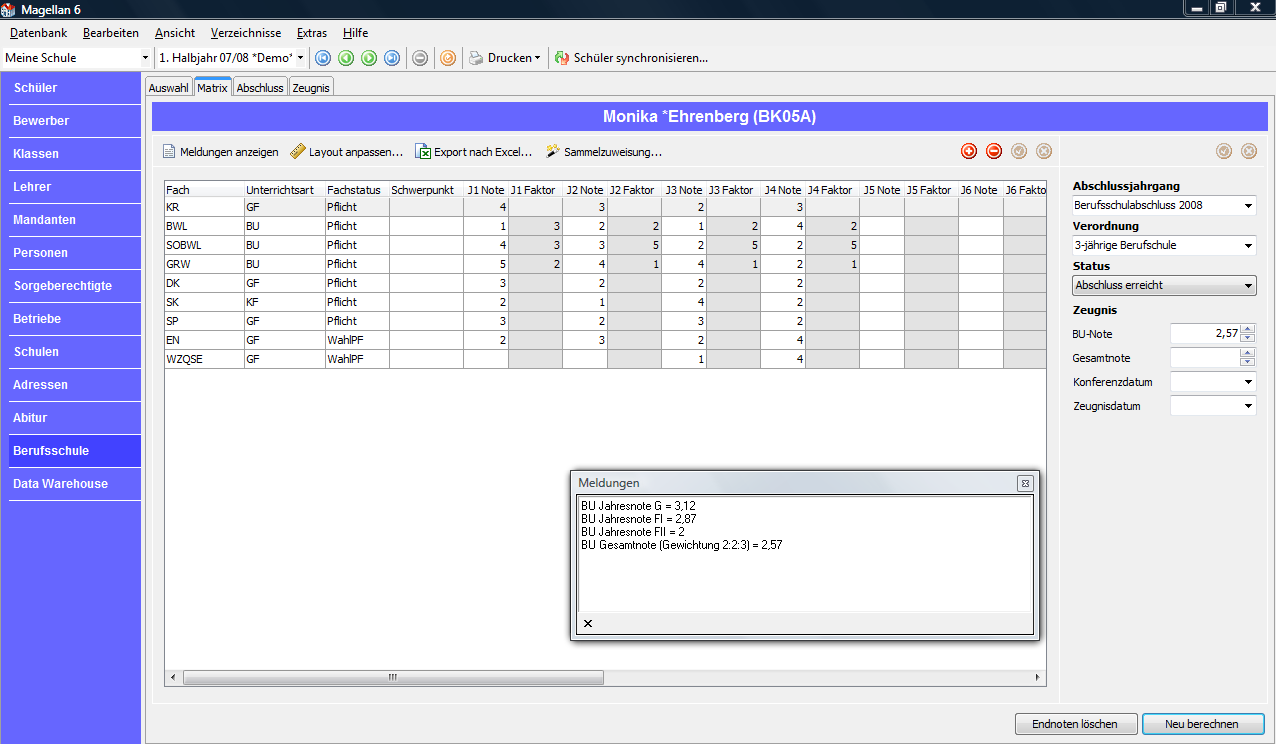 Magellan 6
Datenbank Bearbeiten Ansicht Verzeichnisse Extras Hilfe
Meine Schule 1. Halbjahr 07/08 *Demo* Drucken Schüler synchronisieren...
Schüler
Bewerber
Klassen
Lehrer
Mandanten
Personen
Sorgeberechtigte
Betriebe
Schulen
Adressen
Abitur
Berufsschule
Data Warehouse
Auswahl Matrix Abschluss Zeugnis
Monika *Ehrenberg (BK05A)
Meldungen anzeigen Layout anpassen... Export nach Excel... Sammelzuweisung...
Fach Unterrichtsart Fachstatus Schwerpunkt J1 Note J1 Faktor J2 Note J2 Faktor J3 Note J3 Faktor J4 Note J4 Faktor J5 Note J5 Faktor J6 Note J6 Fakto
KR GF Pflicht 4 3 2 3
BWL BU Pflicht 1 3 2 2 1 2 4 2
SOBWL BU Pflicht 4 3 3 5 2 5 2 5
GRW BU Pflicht 5 2 4 1 4 1 2 1
DK GF Pflicht 3 2 2 2
SK KF Pflicht 2 1 4 2
SP GF Pflicht 3 2 3 2
EN GF WahlPF 2 3 2 4
WZQSE GF WahlPF 1 4
Meldungen
BU Jahresnote G = 3,12
BU Jahresnote FI = 2,87
BU Jahresnote FII = 2
BU Gesamtnote (Gewichtung 2:2:3) = 2,57
Abschlussjahrgang
Berufsschulabschluss 2008
Verordnung
3-jährige Berufschule
Status
Abschluss erreicht
Zeugnis
BU-Note 2,57
Gesamtnote
Konferenzdatum
Zeugnisdatum
Endnoten löschen Neu berechnen